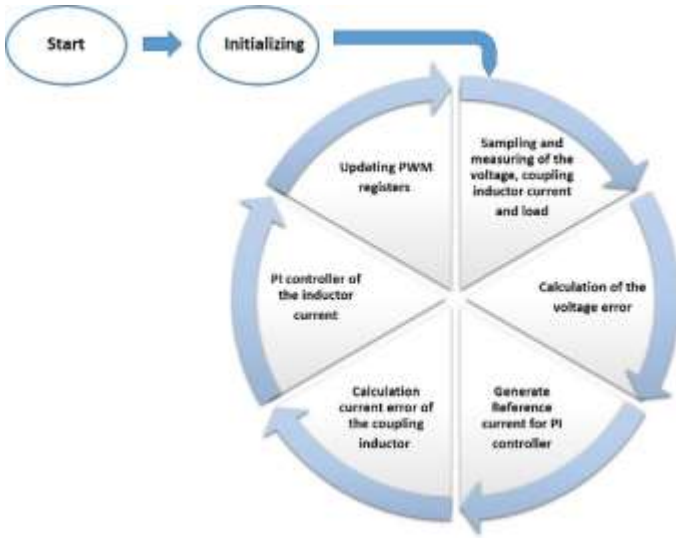 Start
Initializing
Sampling and
measuring of the
voltage, coupling
inductor current
and load
Calculation of the
voltage error
Generate
Reference
current for PI
controller
Calculation
current error of
the coupling
inductor
PI controller of
the inductor
current
Updating PWM
registers